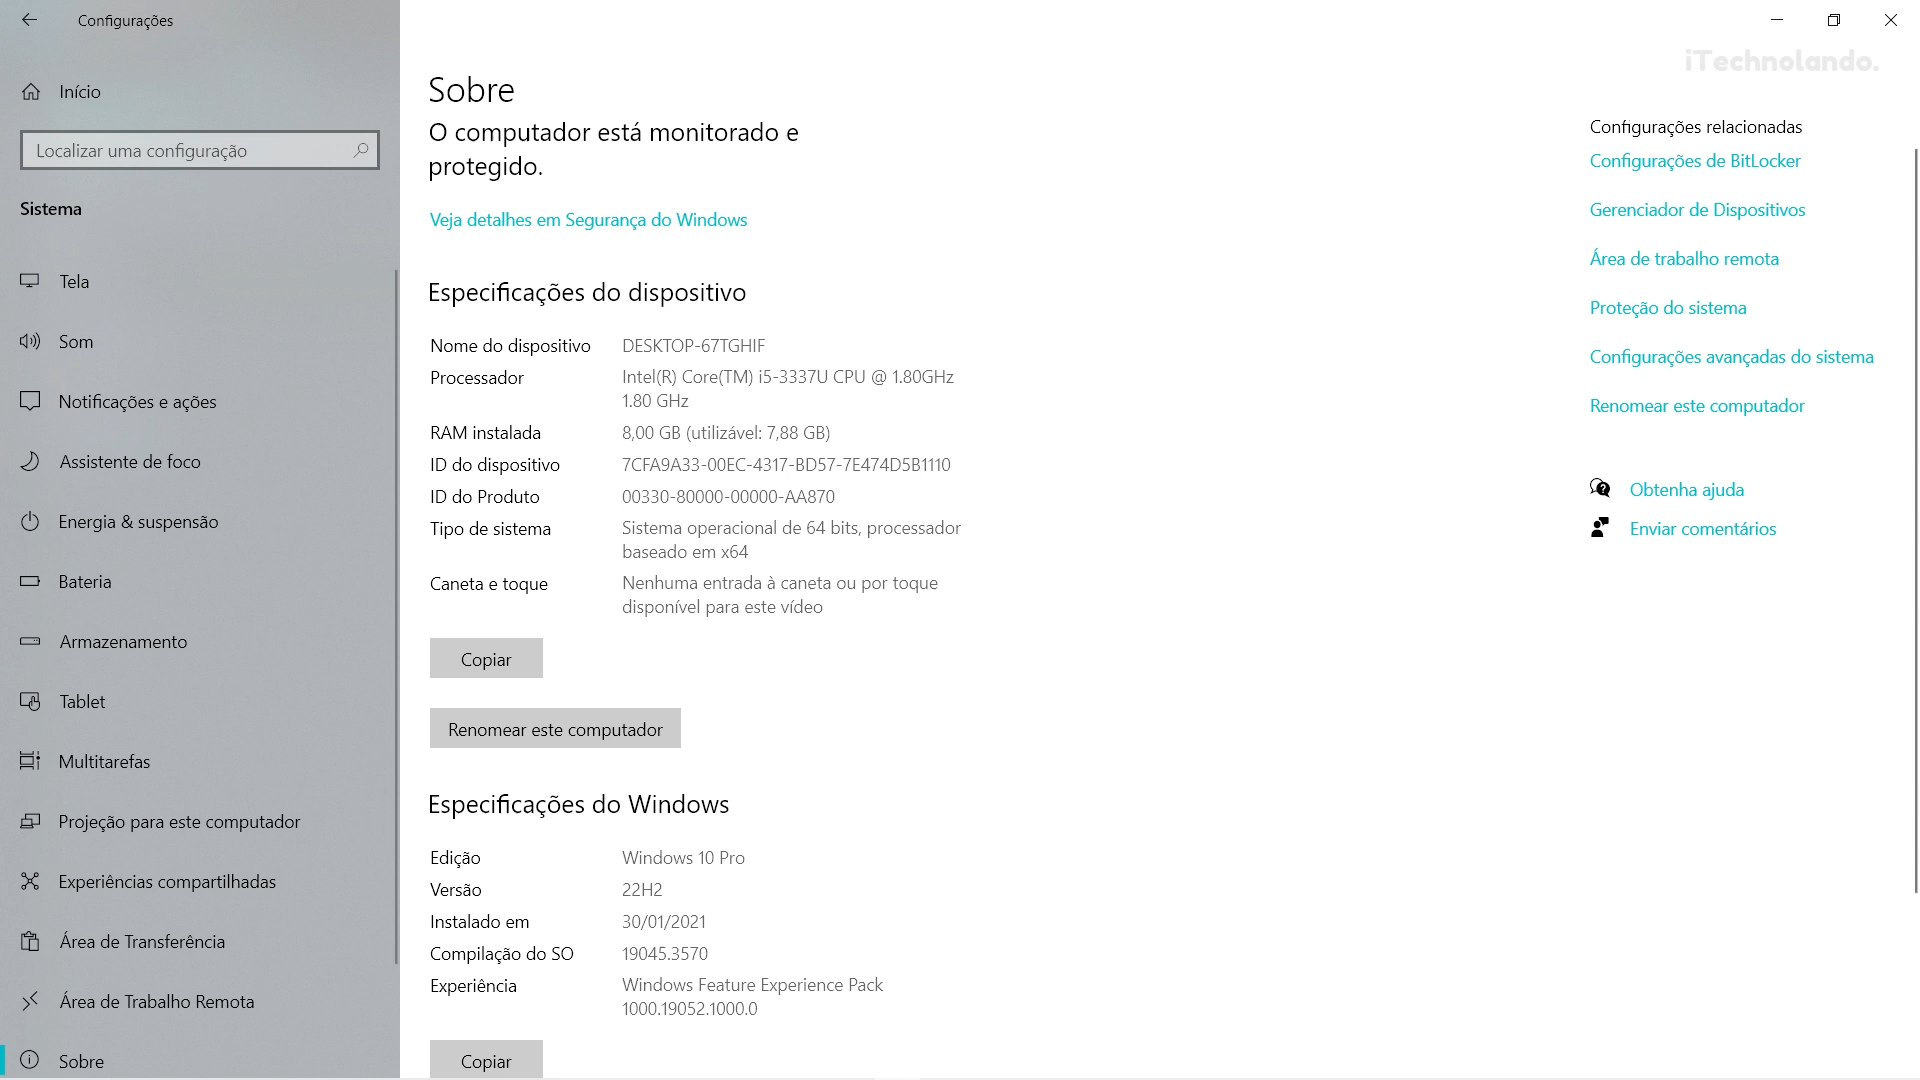 Configurações
iTechnolando.
Início
Localizar uma configuração
Sistema
Tela
Som
Notificações e ações
Assistente de foco
Energia & suspensão
Bateria
Armazenamento
Tablet
Multitarefas
Projeção para este computador
Experiências compartilhadas
Área de Transferência
Área de Trabalho Remota
Sobre
Sobre
O computador está monitorado e
protegido.
Veja detalhes em Segurança do Windows
Especificações do dispositivo
Nome do dispositivo DESKTOP-67TGHIF
Processador Intel(R) Core(TM) i5-3337U CPU @ 1.80GHz
1.80 GHz
RAM instalada 8,00 GB (utilizável: 7,88 GB)
ID do dispositivo 7CFA9A33-00EC-4317-BD57-7E474D5B1110
ID do Produto 00330-80000-00000-AA870
Tipo de sistema Sistema operacional de 64 bits, processador
baseado em x64
Caneta e toque Nenhuma entrada à caneta ou por toque
disponível para este vídeo
Copiar
Renomear este computador
Especificações do Windows
Edição Windows 10 Pro
Versão 22H2
Instalado em 30/01/2021
Compilação do SO 19045.3570
Experiência Windows Feature Experience Pack
1000.19052.1000.0
Copiar
Configurações relacionadas
Configurações de BitLocker
Gerenciador de Dispositivos
Área de trabalho remota
Proteção do sistema
Configurações avançadas do sistema
Renomear este computador
Obtenha ajuda
Enviar comentários